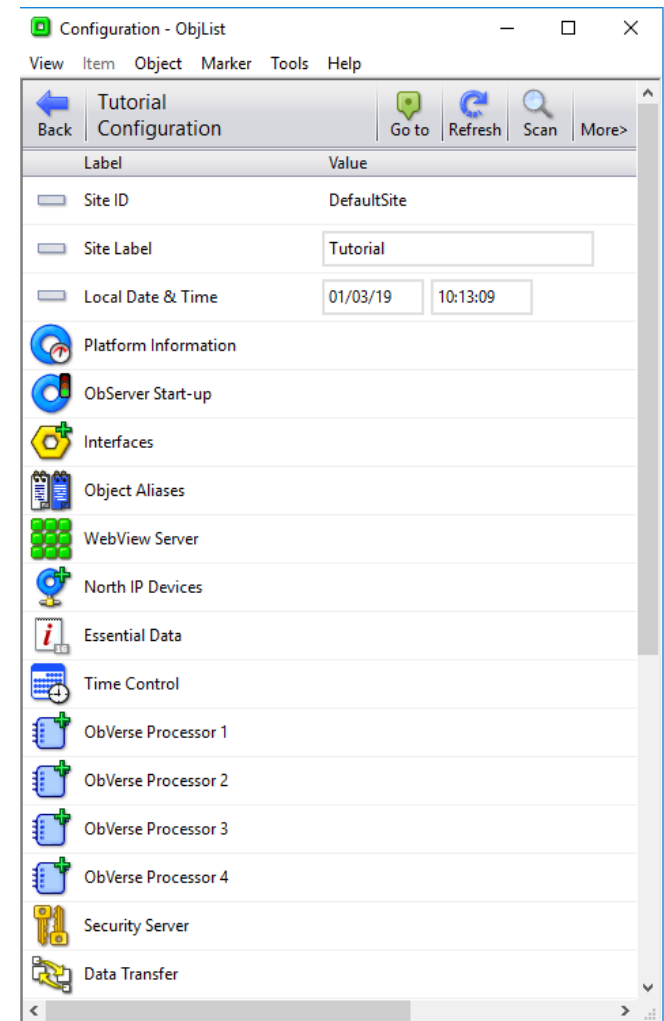 Configuration - ObjList
View Item Object Marker Tools Help
Tutorial
Configuration
Back Go to Refresh Scan More>
Label Value
Site ID DefaultSite
Site Label Tutorial
Local Date & Time 01/03/19 10:13:09
Platform Information
ObServer Start-up
Interfaces
Object Aliases
WebView Server
North IP Devices
i 16 Essential Data
Time Control
ObVerse Processor 1
ObVerse Processor 2
ObVerse Processor 3
ObVerse Processor 4
Security Server
Data Transfer